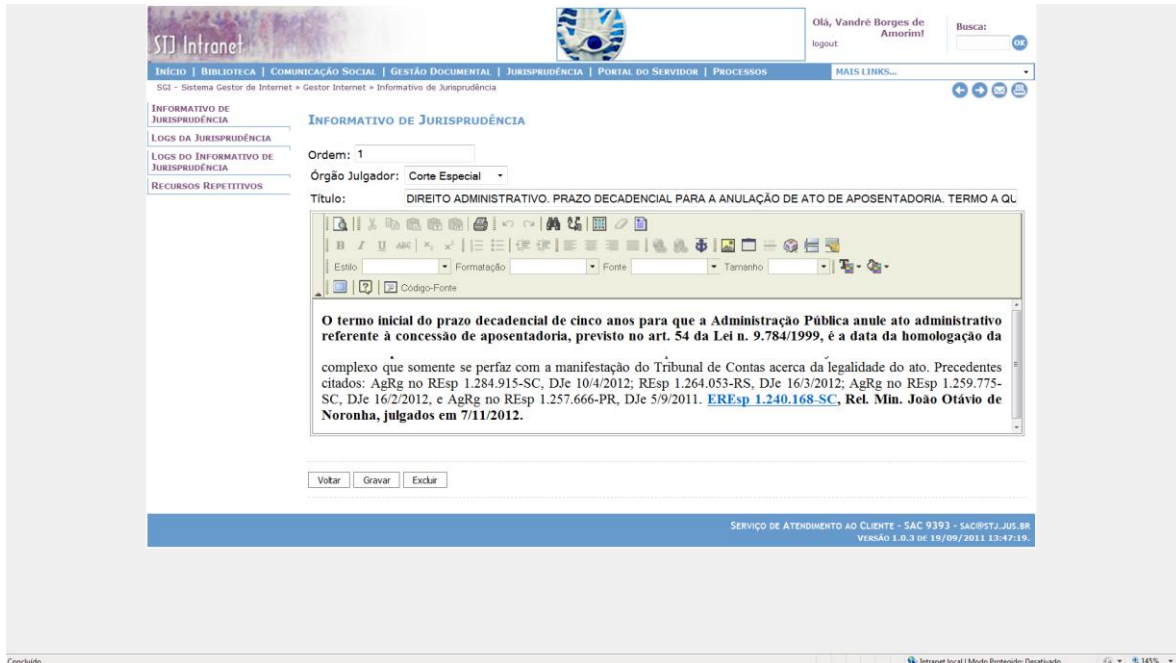 STJ Intranet
Olá, Vandré Borges de Amorim!
logout
Busca:
OK
INÍCIO | BIBLIOTECA | COMUNICAÇÃO SOCIAL | GESTÃO DOCUMENTAL | JURISPRUDÊNCIA | PORTAL DO SERVIDOR | PROCESSOS
MAIS LINKS...
SGI - Sistema Gestor de Internet » Gestor Internet » Informativo de Jurisprudência
INFORMATIVO DE JURISPRUDÊNCIA
LOGS DA JURISPRUDÊNCIA
LOGS DO INFORMATIVO DE JURISPRUDÊNCIA
RECURSOS REPETITIVOS
INFORMATIVO DE JURISPRUDÊNCIA
Ordem: 1
Órgão Julgador: Corte Especial
Título: DIREITO ADMINISTRATIVO. PRAZO DECADENCIAL PARA A ANULAÇÃO DE ATO DE APOSENTADORIA. TERMO A QU
B I U ABC
Estilo Formatação Fonte Tamanho
Código-Fonte
O termo inicial do prazo decadencial de cinco anos para que a Administração Pública anule ato administrativo
referente à concessão de aposentadoria, previsto no art. 54 da Lei n. 9.784/1999, é a data da homologação da
complexo que somente se perfaz com a manifestação do Tribunal de Contas acerca da legalidade do ato. Precedentes
citados: AgRg no REsp 1.284.915-SC, DJe 10/4/2012; REsp 1.264.053-RS, DJe 16/3/2012; AgRg no REsp 1.259.775-
SC, DJe 16/2/2012, e AgRg no REsp 1.257.666-PR, DJe 5/9/2011. EREsp 1.240.168-SC, Rel. Min. João Otávio de
Noronha, julgados em 7/11/2012.
Voltar Gravar Excluir
SERVIÇO DE ATENDIMENTO AO CLIENTE - SAC 9393 - SAC@STJ.JUS.BR
VERSÃO 1.0.3 DE 19/09/2011 13:47:19.
Concluído
Intranet local | Modo Protegido: Desativado
145%